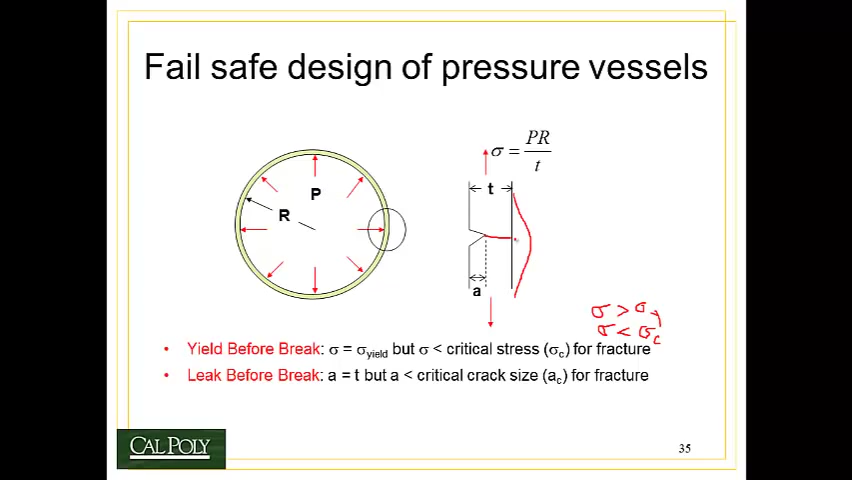 Fail safe design of pressure vessels
σ = PR/t
t
P
R
a
σ > σy
σ < σc
• Yield Before Break: σ = σyield but σ < critical stress (σc) for fracture
• Leak Before Break: a = t but a < critical crack size (ac) for fracture
CAL POLY
35